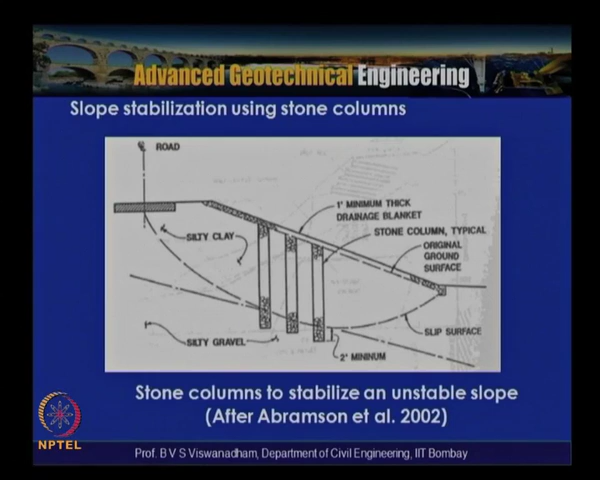 Advanced Geotechnical Engineering
Slope stabilization using stone columns
℄ ROAD
1' MINIMUM THICK
DRAINAGE BLANKET
STONE COLUMN, TYPICAL
SILTY CLAY
ORIGINAL
GROUND
SURFACE
SLIP SURFACE
SILTY GRAVEL
2' MINIMUM
Stone columns to stabilize an unstable slope
(After Abramson et al. 2002)
NPTEL
Prof. B V S Viswanadham, Department of Civil Engineering, IIT Bombay